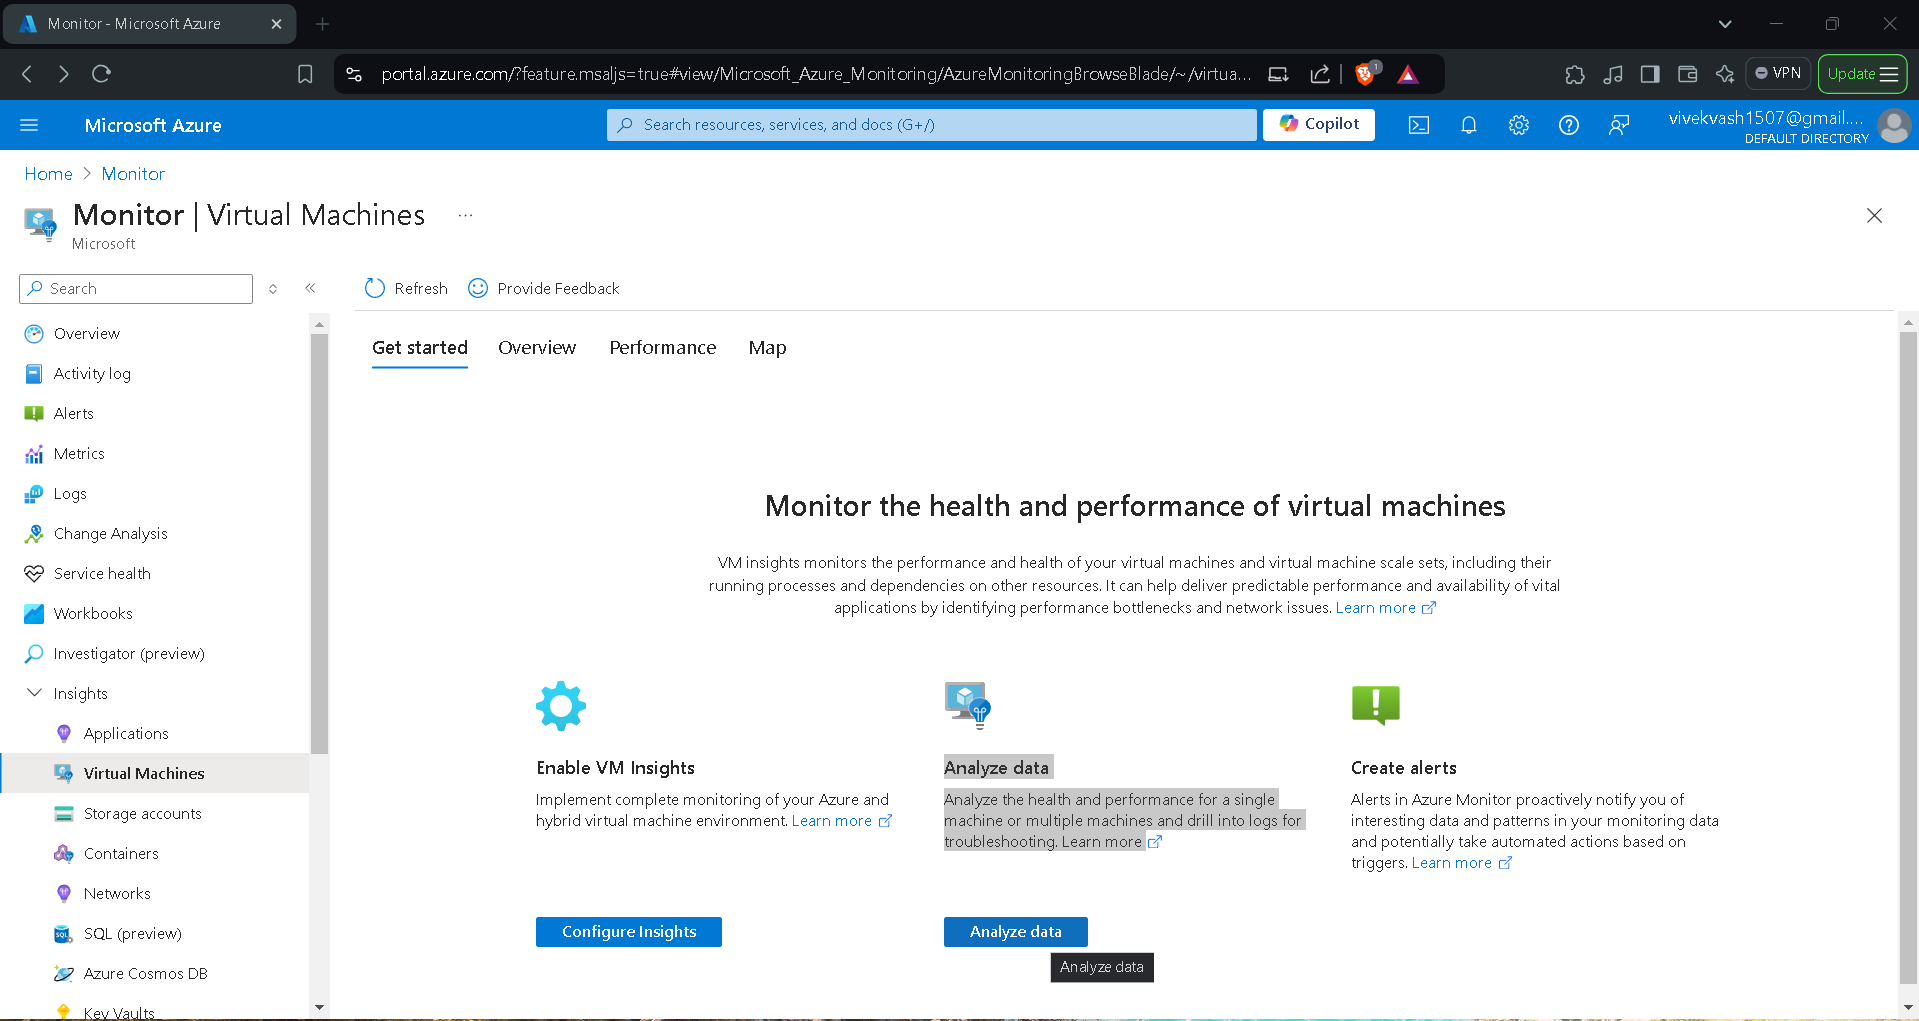 Monitor - Microsoft Azure
portal.azure.com/?feature.msaljs=true#view/Microsoft_Azure_Monitoring/AzureMonitoringBrowseBlade/~/virtua...
1
VPN
Update
Microsoft Azure
Search resources, services, and docs (G+/)
Copilot
vivekvash1507@gmail....
DEFAULT DIRECTORY
Home > Monitor
Monitor | Virtual Machines ...
Microsoft
Search
Refresh
Provide Feedback
Overview
Activity log
Alerts
Metrics
Logs
Change Analysis
Service health
Workbooks
Investigator (preview)
Insights
Applications
Virtual Machines
Storage accounts
Containers
Networks
SQL
SQL (preview)
Azure Cosmos DB
Key Vaults
Get started Overview Performance Map
Monitor the health and performance of virtual machines
VM insights monitors the performance and health of your virtual machines and virtual machine scale sets, including their
running processes and dependencies on other resources. It can help deliver predictable performance and availability of vital
applications by identifying performance bottlenecks and network issues. Learn more
Enable VM Insights
Implement complete monitoring of your Azure and
hybrid virtual machine environment. Learn more
Configure Insights
Analyze data
Analyze the health and performance for a single
machine or multiple machines and drill into logs for
troubleshooting. Learn more
Analyze data
Analyze data
Create alerts
Alerts in Azure Monitor proactively notify you of
interesting data and patterns in your monitoring data
and potentially take automated actions based on
triggers. Learn more